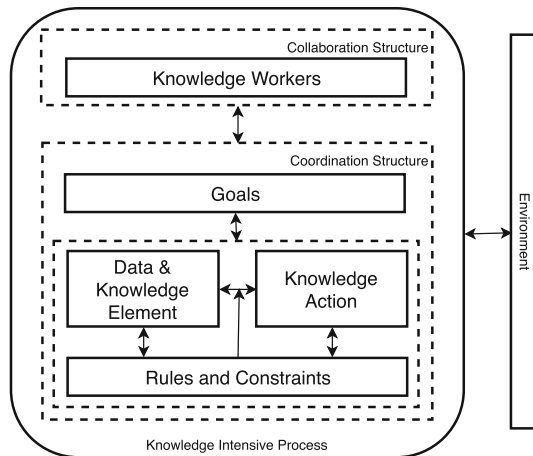 Collaboration Structure
Knowledge Workers
Coordination Structure
Goals
Data &
Knowledge
Element
Knowledge
Action
Rules and Constraints
Knowledge Intensive Process
Environment